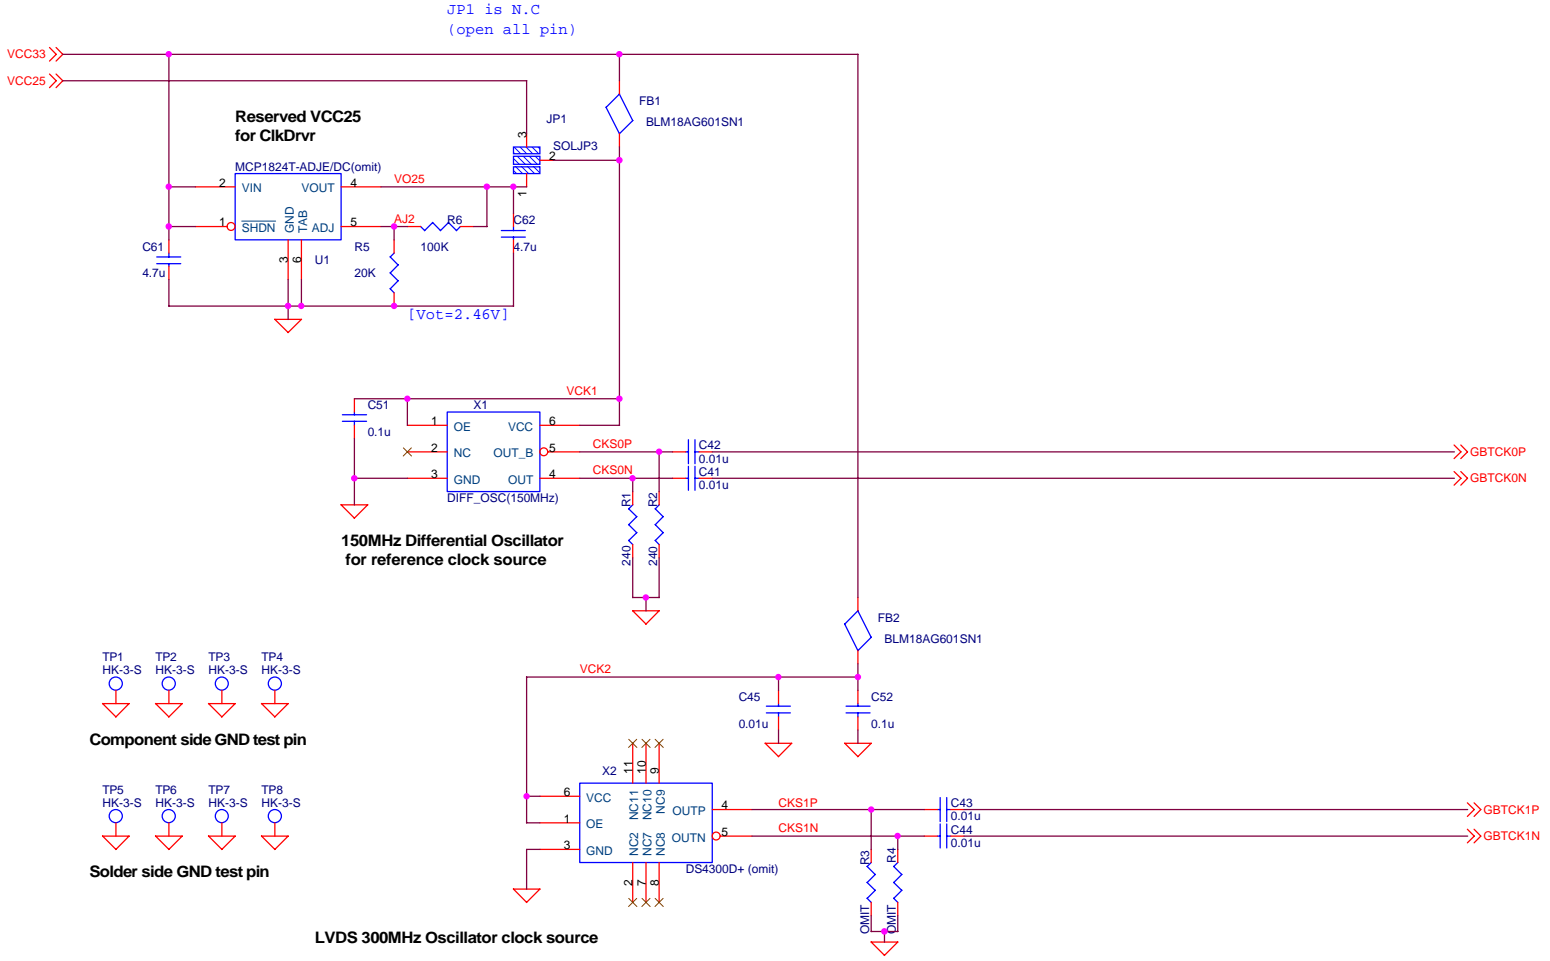 JP1 is N.C
(open all pin)
VCC33
VCC25
Reserved VCC25
for ClkDrvr
MCP1824T-ADJE/DC(omit)
2 VIN VOUT 4 VO25
1 SHDN GND TAB ADJ 5 AJ2
3 6 U1
C61
4.7u
R5
20K
R6
100K
C62
4.7u
[Vot=2.46V]
JP1
SOLJP3
3
2
1
FB1
BLM18AG601SN1
VCK1
C51
0.1u
X1
1 OE VCC 6
2 NC OUT_B 5 CKS0P
3 GND OUT 4 CKS0N
DIFF_OSC(150MHz)
C42
0.01u
C41
0.01u
R1
240
R2
240
GBTCK0P
GBTCK0N
150MHz Differential Oscillator
for reference clock source
FB2
BLM18AG601SN1
VCK2
C45
0.01u
C52
0.1u
TP1 TP2 TP3 TP4
HK-3-S HK-3-S HK-3-S HK-3-S
Component side GND test pin
TP5 TP6 TP7 TP8
HK-3-S HK-3-S HK-3-S HK-3-S
Solder side GND test pin
X2
11 10 9
NC11 NC10 NC9
6 VCC OUTP 4 CKS1P
1 OE OUTN 5 CKS1N
3 GND
NC2 NC7 NC8
2 7 8
DS4300D+ (omit)
C43
0.01u
C44
0.01u
R3
OMIT
R4
OMIT
GBTCK1P
GBTCK1N
LVDS 300MHz Oscillator clock source